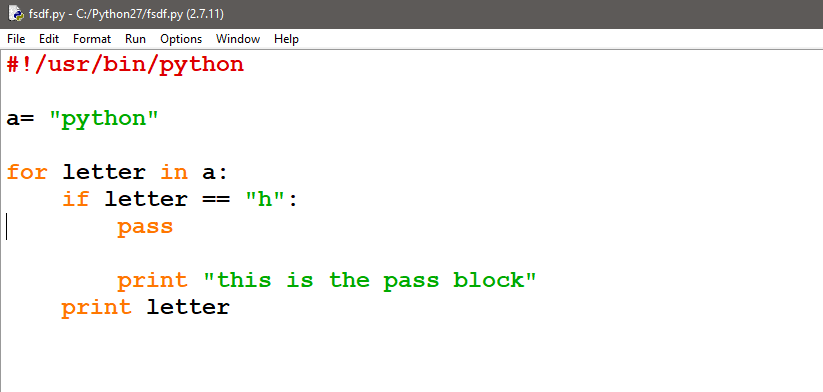 fsdf.py - C:/Python27/fsdf.py (2.7.11)
File Edit Format Run Options Window Help
#!/usr/bin/python
a= "python"
for letter in a:
    if letter == "h":
        pass
        print "this is the pass block"
    print letter